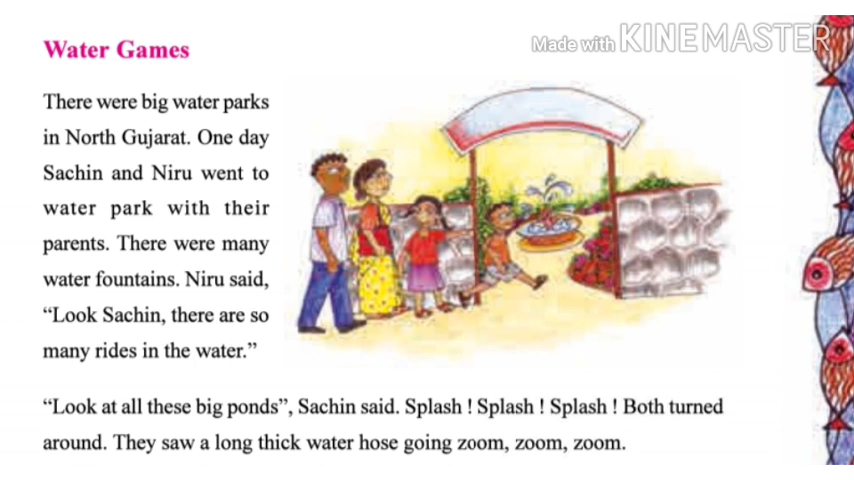 Made with KINEMASTER
Water Games
There were big water parks
in North Gujarat. One day
Sachin and Niru went to
water park with their
parents. There were many
water fountains. Niru said,
“Look Sachin, there are so
many rides in the water.”
“Look at all these big ponds”, Sachin said. Splash ! Splash ! Splash ! Both turned
around. They saw a long thick water hose going zoom, zoom, zoom.